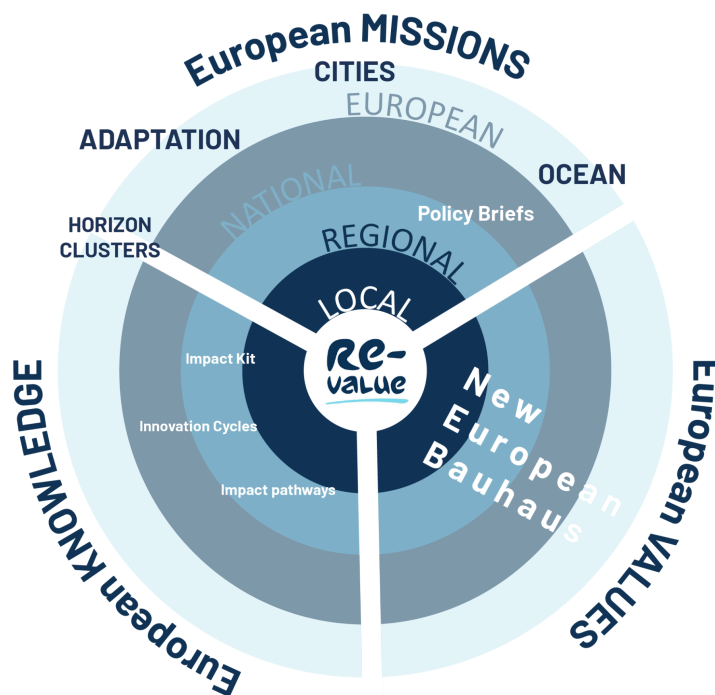 European MISSIONS
CITIES
EUROPEAN
ADAPTATION
OCEAN
NATIONAL
Policy Briefs
HORIZON
CLUSTERS
REGIONAL
LOCAL
Re-
Value
Impact Kit
Innovation Cycles
Impact pathways
New
European
Bauhaus
European KNOWLEDGE
European VALUES